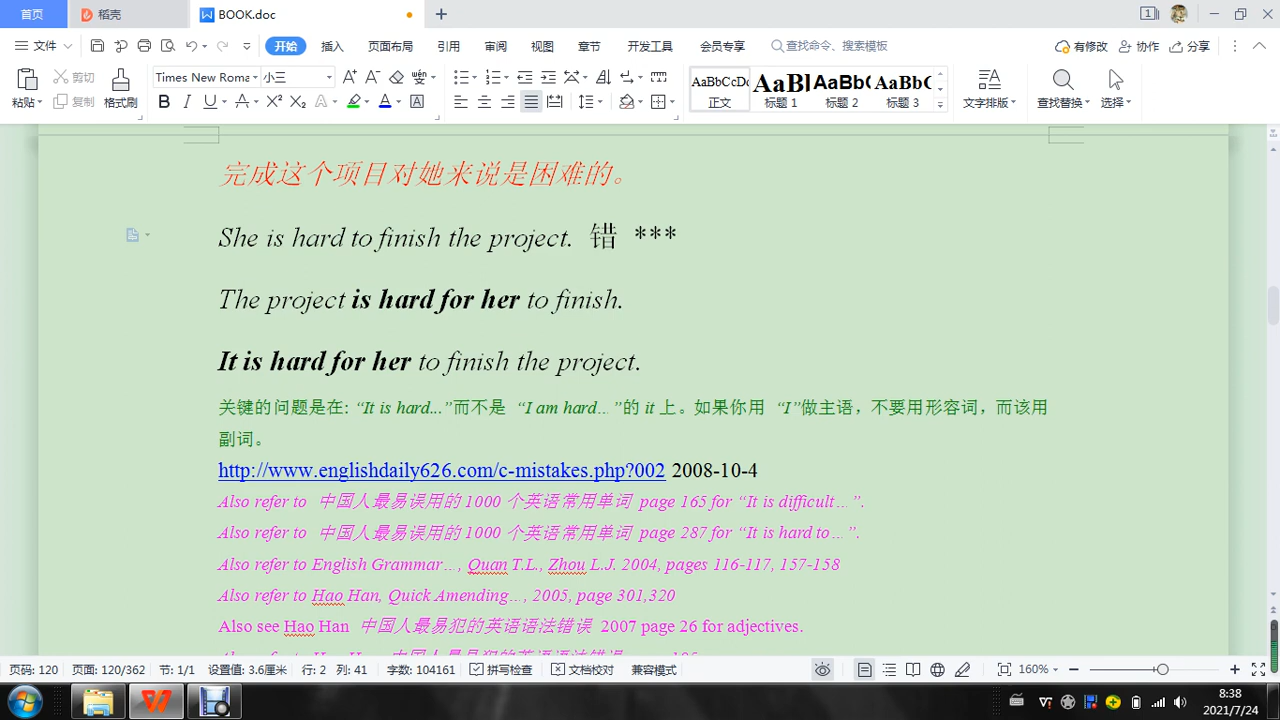 首页 稻壳 BOOK.doc
文件 开始 插入 页面布局 引用 审阅 视图 章节 开发工具 会员专享 查找命令、搜索模板 有修改 协作 分享
粘贴 剪切 复制 格式刷 Times New Roma 小三 AaBbCcDd 正文 AaBl 标题 1 AaBb( 标题 2 AaBbC 标题 3 文字排版 查找替换 选择
完成这个项目对她来说是困难的。
She is hard to finish the project. 错 ***
The project is hard for her to finish.
It is hard for her to finish the project.
关键的问题是在: “It is hard...”而不是 “I am hard…”的 it 上。如果你用 “I”做主语，不要用形容词，而该用
副词。
http://www.englishdaily626.com/c-mistakes.php?002 2008-10-4
Also refer to 中国人最易误用的1000 个英语常用单词 page 165 for “It is difficult…”.
Also refer to 中国人最易误用的1000 个英语常用单词 page 287 for “It is hard to…”.
Also refer to English Grammar…, Quan T.L., Zhou L.J. 2004, pages 116-117, 157-158
Also refer to Hao Han, Quick Amending…, 2005, page 301,320
Also see Hao Han 中国人最易犯的英语语法错误 2007 page 26 for adjectives.
页码: 120 页面: 120/362 节: 1/1 设置值: 3.6厘米 行: 2 列: 41 字数: 104161 拼写检查 文档校对 兼容模式 160%
8:38
2021/7/24